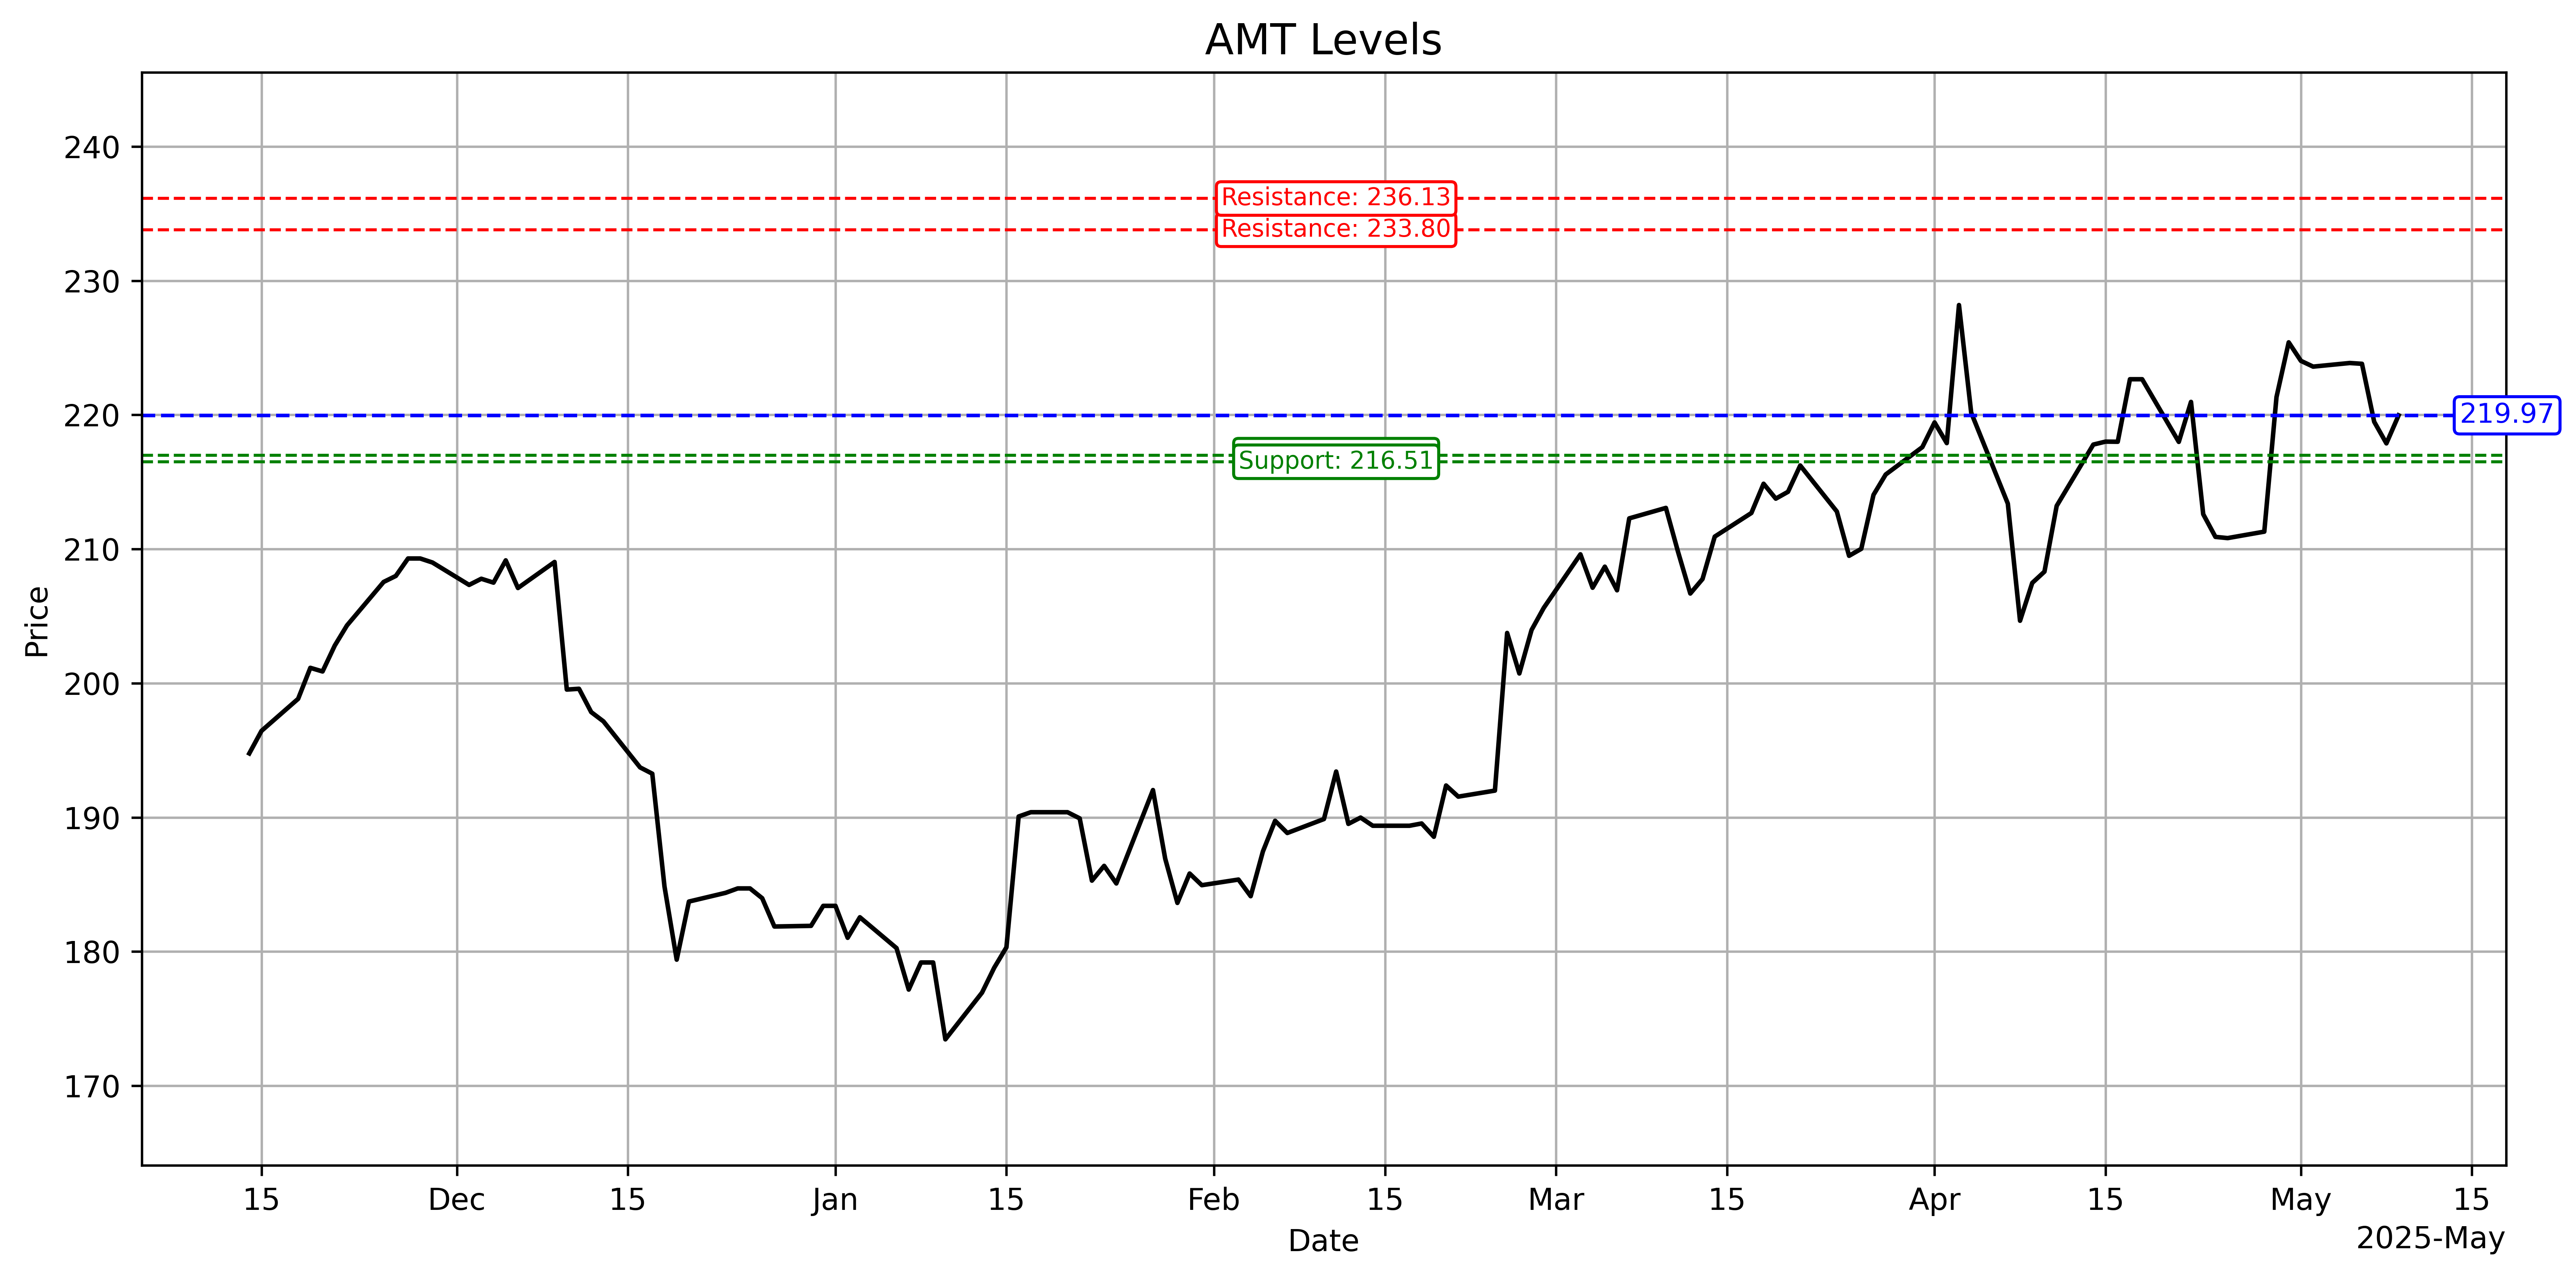 AMT Levels
240
Resistance: 236.13
Resistance: 233.80
230
220
219.97
Support: 216.51
210
Price
200
190
180
170
15 Dec 15 Jan 15 Feb 15 Mar 15 Apr 15 May 15
Date
2025-May